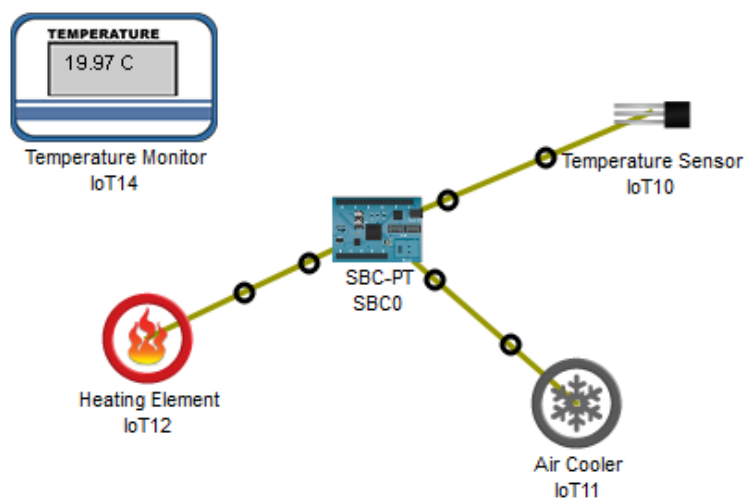 TEMPERATURE
19.97 C
Temperature Monitor
IoT14
Temperature Sensor
IoT10
SBC-PT
SBC0
Heating Element
IoT12
Air Cooler
IoT11